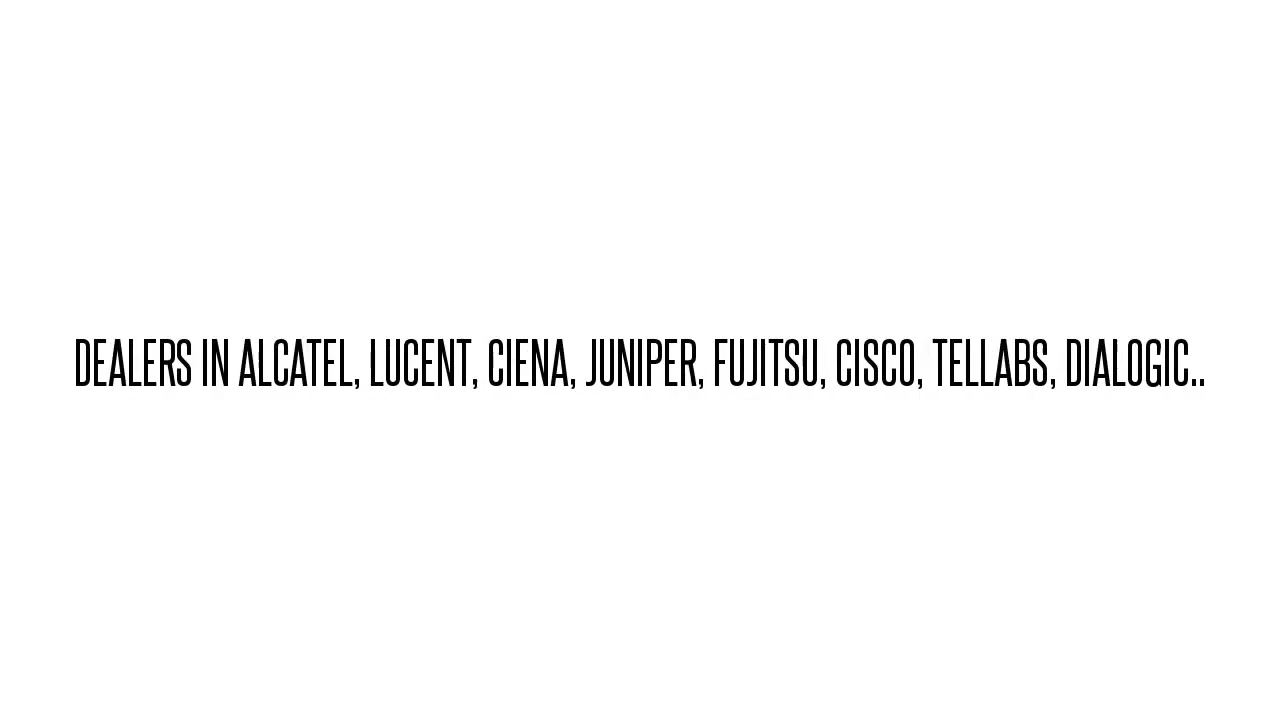 DEALERS IN ALCATEL, LUCENT, CIENA, JUNIPER, FUJITSU, CISCO, TELLABS, DIALOGIC..